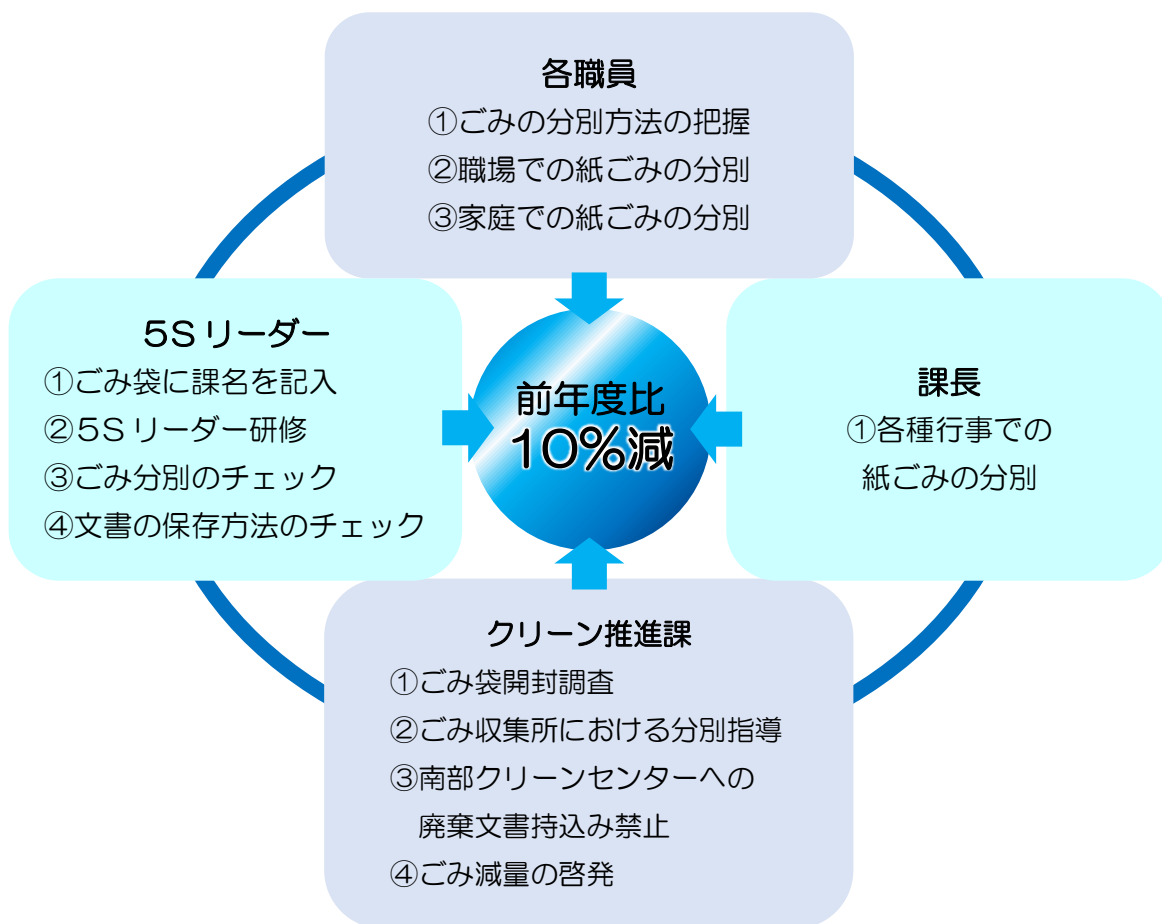 各職員
①ごみの分別方法の把握
②職場での紙ごみの分別
③家庭での紙ごみの分別
5Sリーダー
①ごみ袋に課名を記入
②5Sリーダー研修
③ごみ分別のチェック
④文書の保存方法のチェック
前年度比
10%減
課長
①各種行事での
紙ごみの分別
クリーン推進課
①ごみ袋開封調査
②ごみ収集所における分別指導
③南部クリーンセンターへの
廃棄文書持込み禁止
④ごみ減量の啓発